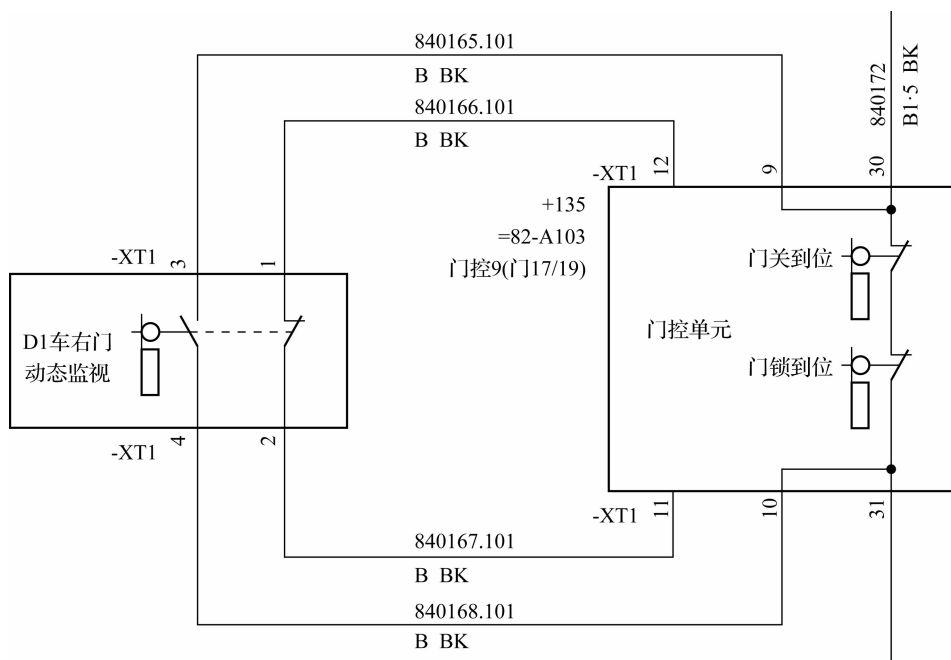 840165.101
B BK
840166.101
B BK
840172
B1·5 BK
-XT1
12
9
30
+135
=82-A103
门控9(门17/19)
-XT1
3
1
门关到位
D1车右门
动态监视
门控单元
门锁到位
-XT1
4
2
-XT1
11
10
31
840167.101
B BK
840168.101
B BK